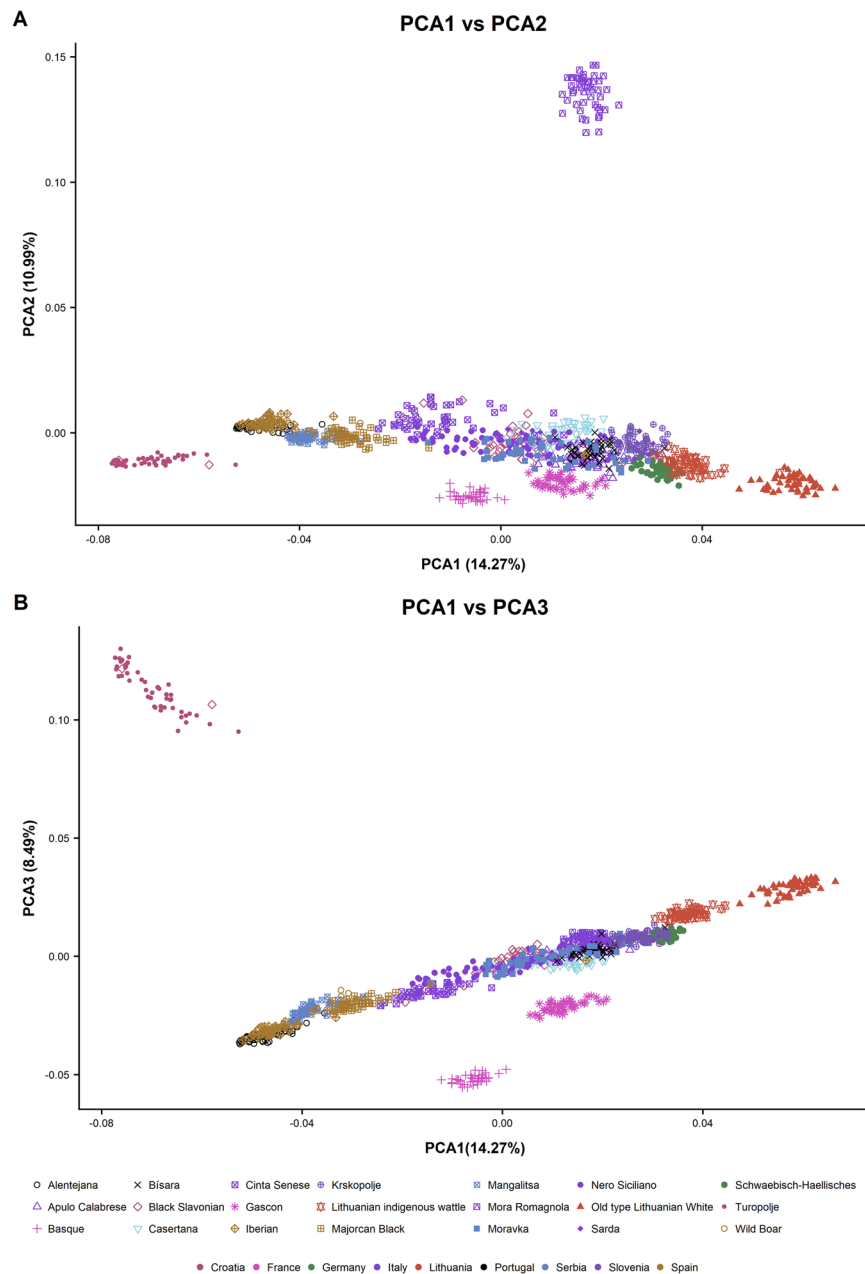 A
PCA1 vs PCA2
0.15
0.10
0.05
0.00
PCA2 (10.99%)
-0.08
-0.04
0.00
0.04
PCA1 (14.27%)
B
PCA1 vs PCA3
0.10
0.05
0.00
-0.05
PCA3 (8.49%)
-0.08
-0.04
0.00
0.04
PCA1(14.27%)
Alentejana Bísara Cinta Senese Krskopolje Mangalitsa Nero Siciliano Schwaebisch-Haellisches
Apulo Calabrese Black Slavonian Gascon Lithuanian indigenous wattle Mora Romagnola Old type Lithuanian White Turopolje
Basque Casertana Iberian Majorcan Black Moravka Sarda Wild Boar
Croatia France Germany Italy Lithuania Portugal Serbia Slovenia Spain